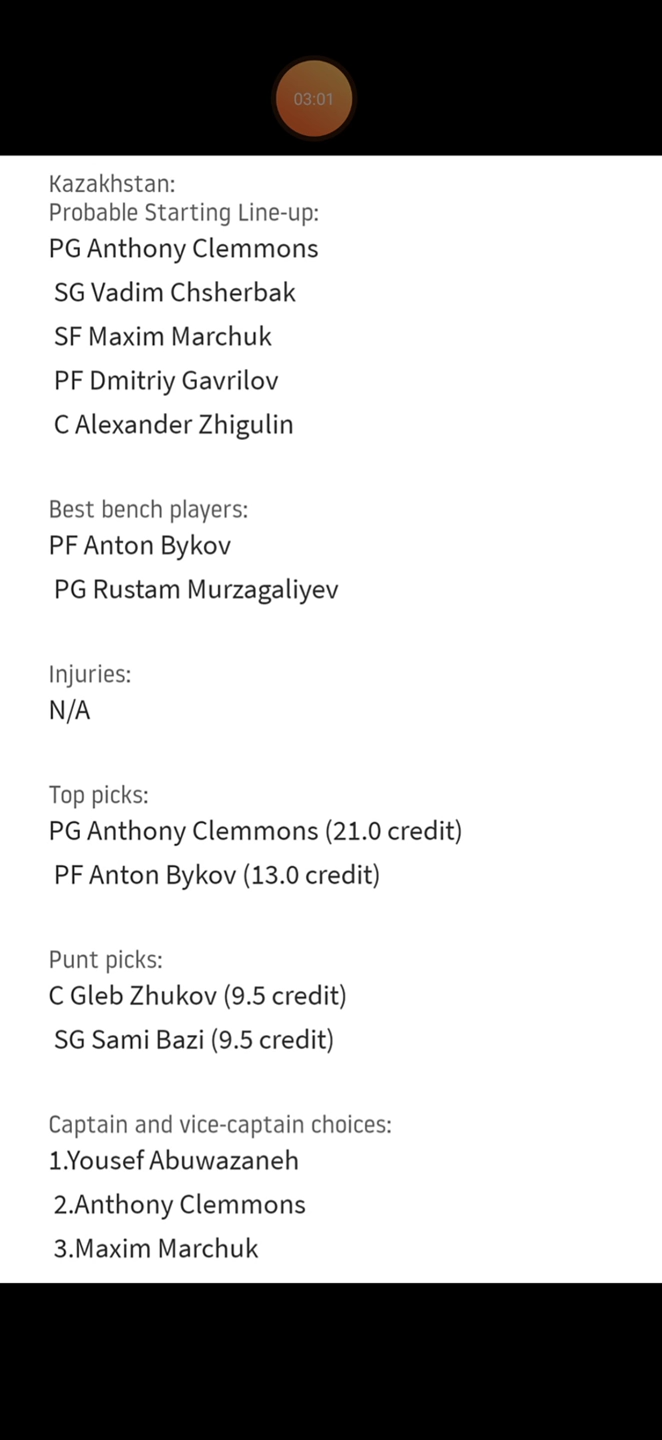 03:01
Kazakhstan:
Probable Starting Line-up:
PG Anthony Clemmons
SG Vadim Chsherbak
SF Maxim Marchuk
PF Dmitriy Gavrilov
C Alexander Zhigulin
Best bench players:
PF Anton Bykov
PG Rustam Murzagaliyev
Injuries:
N/A
Top picks:
PG Anthony Clemmons (21.0 credit)
PF Anton Bykov (13.0 credit)
Punt picks:
C Gleb Zhukov (9.5 credit)
SG Sami Bazi (9.5 credit)
Captain and vice-captain choices:
1.Yousef Abuwazaneh
2.Anthony Clemmons
3.Maxim Marchuk